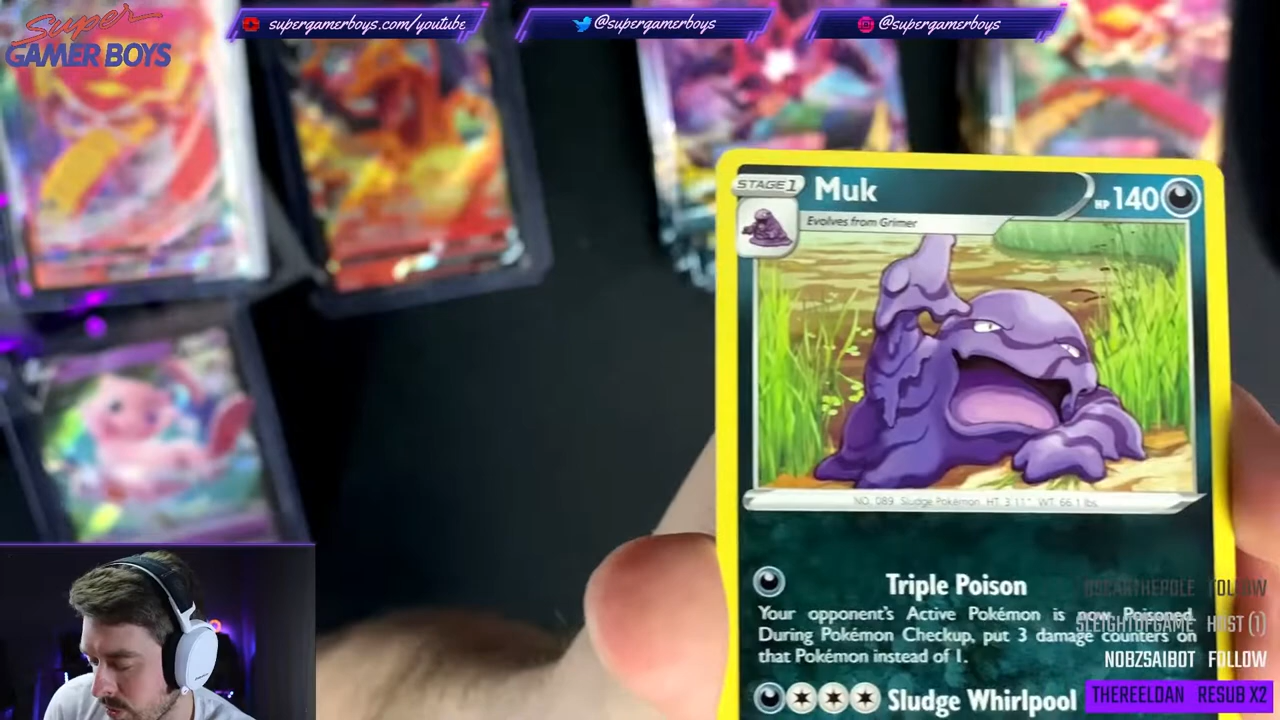 Super
GAMER BOYS
supergamerboys.com/youtube
@supergamerboys
@supergamerboys
STAGE 1
Muk
HP 140
Evolves from Grimer
NO. 089 Sludge Pokémon HT: 3'11" WT: 66.1 lbs.
Triple Poison
Your opponent's Active Pokémon is now Poisoned.
During Pokémon Checkup, put 3 damage counters on
that Pokémon instead of 1.
Sludge Whirlpool
OSCARTHEPOLE FOLLOW
SLEIGHTOFGAME HOST (1)
NOBZSAIBOT FOLLOW
THEREELDAN RESUB X2